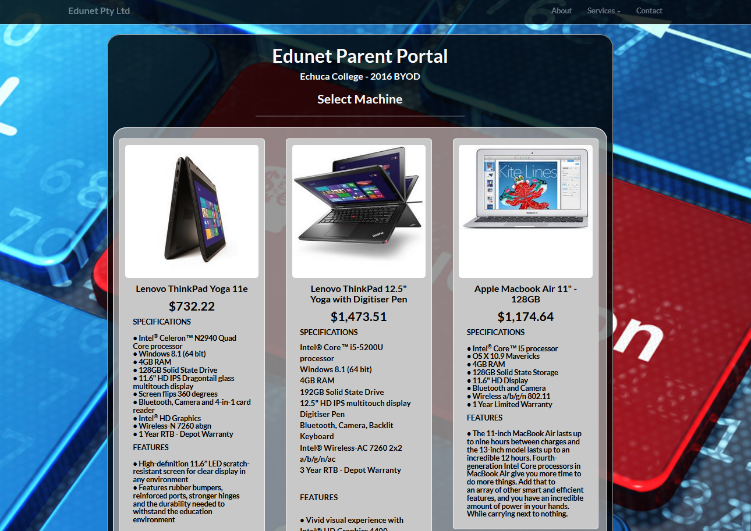 Edunet Pty Ltd
About
Services
Contact
Edunet Parent Portal
Echuca College - 2016 BYOD
Select Machine
Lenovo ThinkPad Yoga 11e
$732.22
SPECIFICATIONS
● Intel® Celeron™ N2940 Quad
Core processor
● Windows 8.1 (64 bit)
● 4GB RAM
● 128GB Solid State Drive
● 11.6" HD IPS Dragontail glass
multitouch display
● Screen flips 360 degrees
● Bluetooth, Camera and 4-in-1 card
reader
● Intel® HD Graphics
● Wireless-N 7260 abgn
● 1 Year RTB - Depot Warranty
FEATURES
● High-definition 11.6" LED scratch-
resistant screen for clear display in
any environment
● Features rubber bumpers,
reinforced ports, stronger hinges
and the durability needed to
withstand the education
environment
Lenovo ThinkPad 12.5"
Yoga with Digitiser Pen
$1,473.51
SPECIFICATIONS
Intel® Core ™ I5-5200U
processor
Windows 8.1 (64 bit)
4GB RAM
192GB Solid State Drive
12.5" HD IPS multitouch display
Digitiser Pen
Bluetooth, Camera, Backlit
Keyboard
Intel® Wireless-AC 7260 2x2
a/b/g/n/ac
3 Year RTB - Depot Warranty
FEATURES
● Vivid visual experience with
Intel® HD Graphics 4400
Kite Lines
Apple Macbook Air 11" -
128GB
$1,174.64
SPECIFICATIONS
● Intel® Core ™ I5 processor
● OS X 10.9 Mavericks
● 4GB RAM
● 128GB Solid State Storage
● 11.6" HD Display
● Bluetooth and Camera
● Wireless a/b/g/n 802.11
● 1 Year Limited Warranty
FEATURES
● The 11-inch MacBook Air lasts up
to nine hours between charges and
the 13-inch model lasts up to an
incredible 12 hours. Fourth-
generation Intel Core processors in
MacBook Air give you more time to
do more things. Add that to
an array of other smart and efficient
features, and you have an incredible
amount of power in your hands.
While carrying next to nothing.